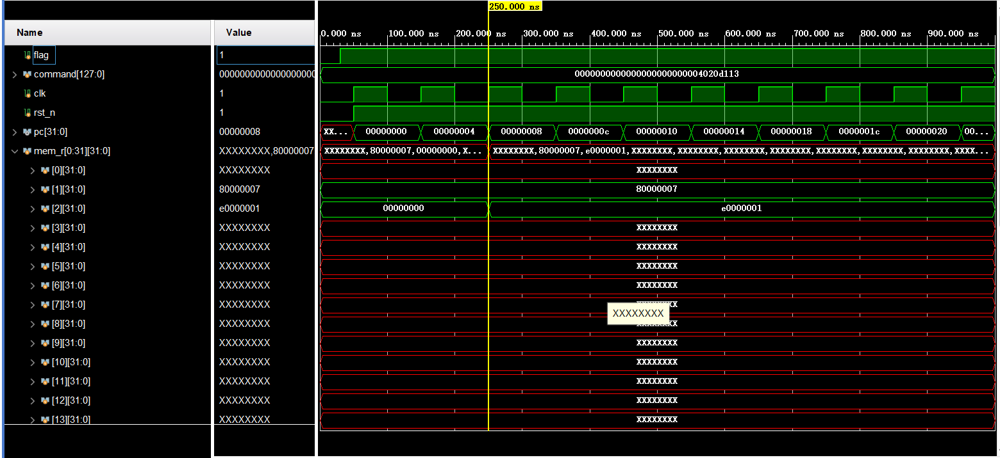 250.000 ns
Name Value
0.000 ns 100.000 ns 200.000 ns 300.000 ns 400.000 ns 500.000 ns 600.000 ns 700.000 ns 800.000 ns 900.000 ns
flag 1
command[127:0] 00000000000000000000 0000000000000000000000004020d113
clk 1
rst_n 1
pc[31:0] 00000008 XX... 00000000 00000004 00000008 0000000c 00000010 00000014 00000018 0000001c 00000020 00...
mem_r[0:31][31:0] XXXXXXXX,80000007 XXXXXXXX,80000007,00000000,X... XXXXXXXX,80000007,e0000001,XXXXXXXX,XXXXXXXX,XXXXXXXX,XXXXXXXX,XXXXXXXX,XXXXXXXX,XXXXXXXX,XXXX...
[0][31:0] XXXXXXXX XXXXXXXX
[1][31:0] 80000007 80000007
[2][31:0] e0000001 00000000 e0000001
[3][31:0] XXXXXXXX XXXXXXXX
[4][31:0] XXXXXXXX XXXXXXXX
[5][31:0] XXXXXXXX XXXXXXXX
[6][31:0] XXXXXXXX XXXXXXXX
[7][31:0] XXXXXXXX XXXXXXXX
XXXXXXXX
[8][31:0] XXXXXXXX XXXXXXXX
[9][31:0] XXXXXXXX XXXXXXXX
[10][31:0] XXXXXXXX XXXXXXXX
[11][31:0] XXXXXXXX XXXXXXXX
[12][31:0] XXXXXXXX XXXXXXXX
[13][31:0] XXXXXXXX XXXXXXXX